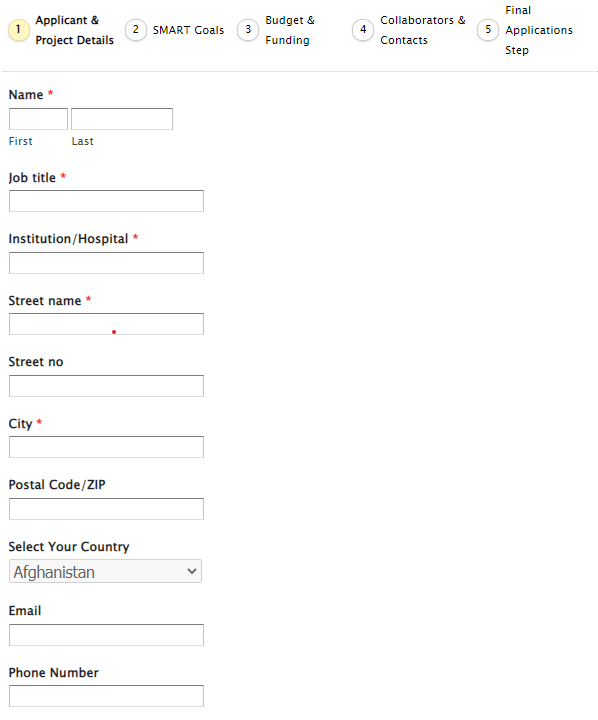 1 Applicant & Project Details
2 SMART Goals
3 Budget & Funding
4 Collaborators & Contacts
5 Final Applications Step
Name *
First Last
Job title *
Institution/Hospital *
Street name *
Street no
City *
Postal Code/ZIP
Select Your Country
Afghanistan
Email
Phone Number